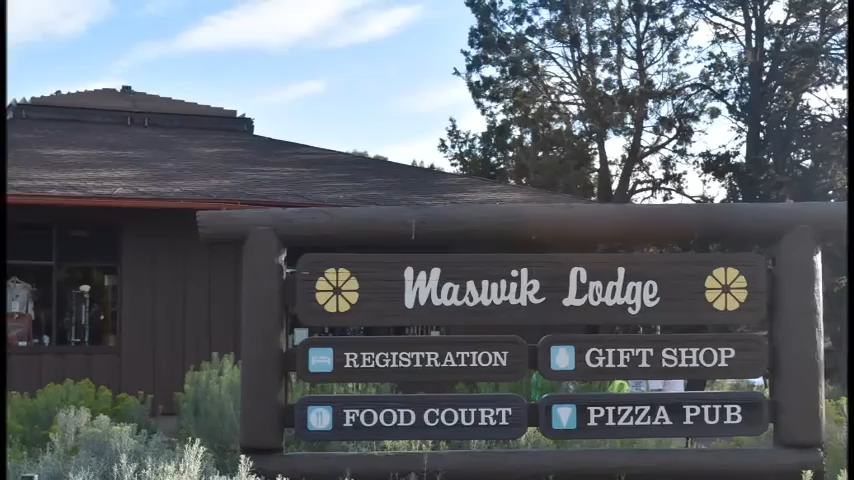 Maswik Lodge
REGISTRATION
GIFT SHOP
FOOD COURT
PIZZA PUB